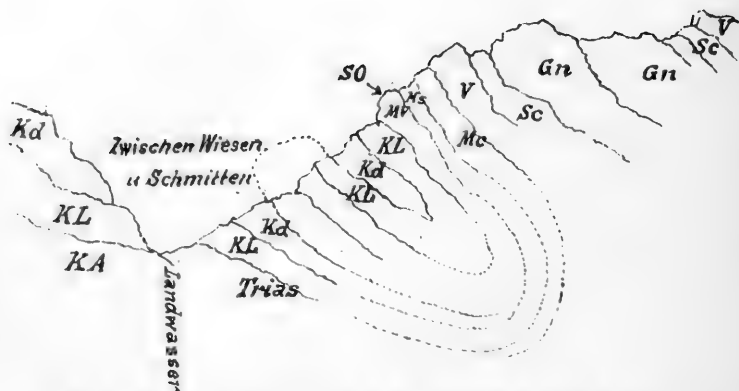 U V
Sc
Gn
Gn
SO
V
Ms
Mv
Sc
Kd
Zwischen Wiesen.
u Schmitten
KL
Mc
Kd
KL
KL
Kd
KL
KA
Trias
Landwasser